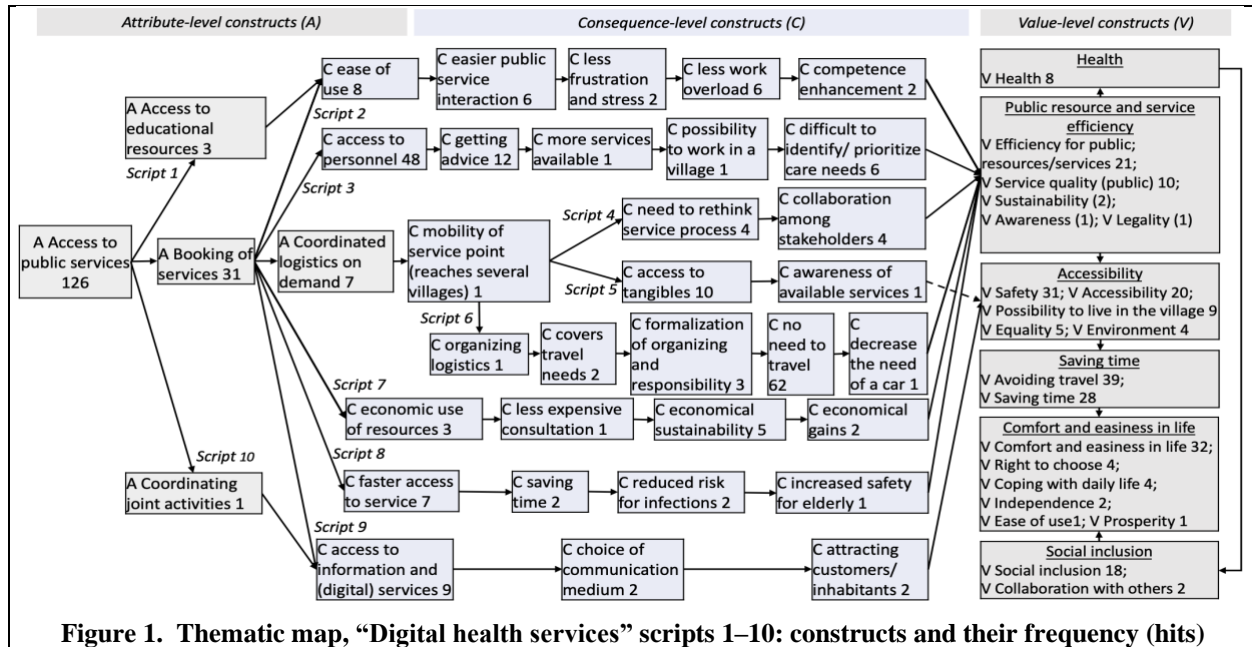 Attribute-level constructs (A)
Consequence-level constructs (C)
Value-level constructs (V)
A Access to
public services
126
Script 1
A Access to
educational
resources 3
A Booking of
services 31
Script 10
A Coordinating
joint activities 1
Script 2
C ease of
use 8
C easier public
service
interaction 6
C less
frustration
and stress 2
C less work
overload 6
C competence
enhancement 2
Script 3
C access to
personnel 48
C getting
advice 12
C more services
available 1
C possibility
to work in a
village 1
C difficult to
identify/ prioritize
care needs 6
A Coordinated
logistics on
demand 7
C mobility of
service point
(reaches several
villages) 1
Script 4
C need to rethink
service process 4
C collaboration
among
stakeholders 4
Script 5
C access to
tangibles 10
C awareness of
available services 1
Script 6
C organizing
logistics 1
C covers
travel
needs 2
C formalization
of organizing
and
responsibility 3
C no
need to
travel
62
C
decrease
the need
of a car 1
Script 7
C economic use
of resources 3
C less expensive
consultation 1
C economical
sustainability 5
C economical
gains 2
Script 8
C faster access
to service 7
C saving
time 2
C reduced risk
for infections 2
C increased safety
for elderly 1
Script 9
C access to
information and
(digital) services 9
C choice of
communication
medium 2
C attracting
customers/
inhabitants 2
Health
V Health 8
Public resource and service
efficiency
V Efficiency for public;
resources/services 21;
V Service quality (public) 10;
V Sustainability (2);
V Awareness (1); V Legality (1)
Accessibility
V Safety 31; V Accessibility 20;
V Possibility to live in the village 9
V Equality 5; V Environment 4
Saving time
V Avoiding travel 39;
V Saving time 28
Comfort and easiness in life
V Comfort and easiness in life 32;
V Right to choose 4;
V Coping with daily life 4;
V Independence 2;
V Ease of use1; V Prosperity 1
Social inclusion
V Social inclusion 18;
V Collaboration with others 2
Figure 1. Thematic map, “Digital health services” scripts 1–10: constructs and their frequency (hits)